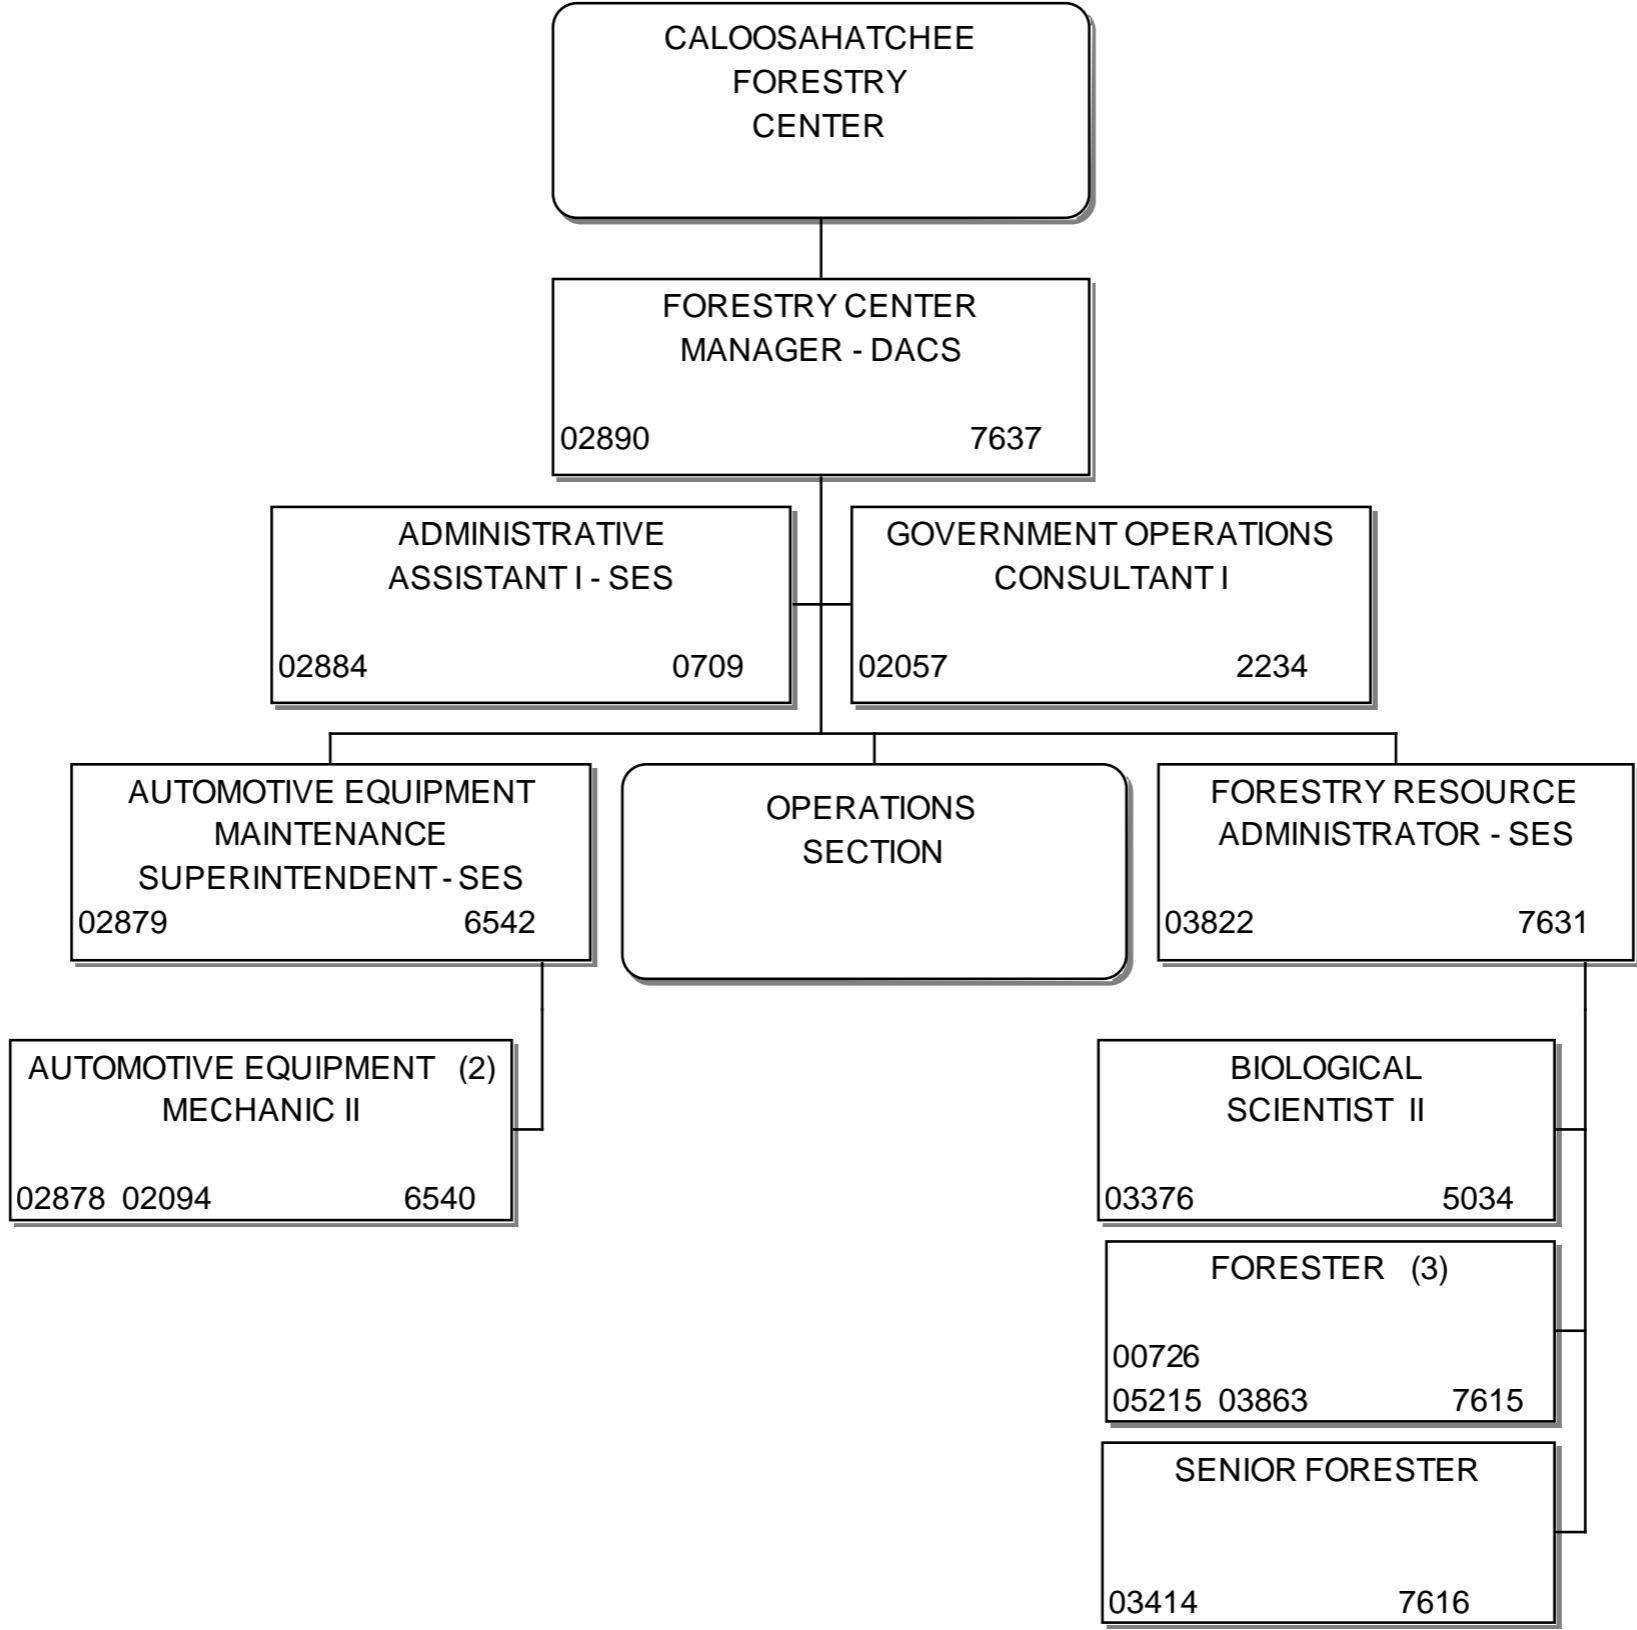 CALOOSAHATCHEE
FORESTRY
CENTER
FORESTRY CENTER
MANAGER - DACS
02890 7637
ADMINISTRATIVE
ASSISTANT I - SES
02884 0709
GOVERNMENT OPERATIONS
CONSULTANT I
02057 2234
AUTOMOTIVE EQUIPMENT
MAINTENANCE
SUPERINTENDENT - SES
02879 6542
OPERATIONS
SECTION
FORESTRY RESOURCE
ADMINISTRATOR - SES
03822 7631
AUTOMOTIVE EQUIPMENT (2)
MECHANIC II
02878 02094 6540
BIOLOGICAL
SCIENTIST II
03376 5034
FORESTER (3)
00726
05215 03863 7615
SENIOR FORESTER
03414 7616